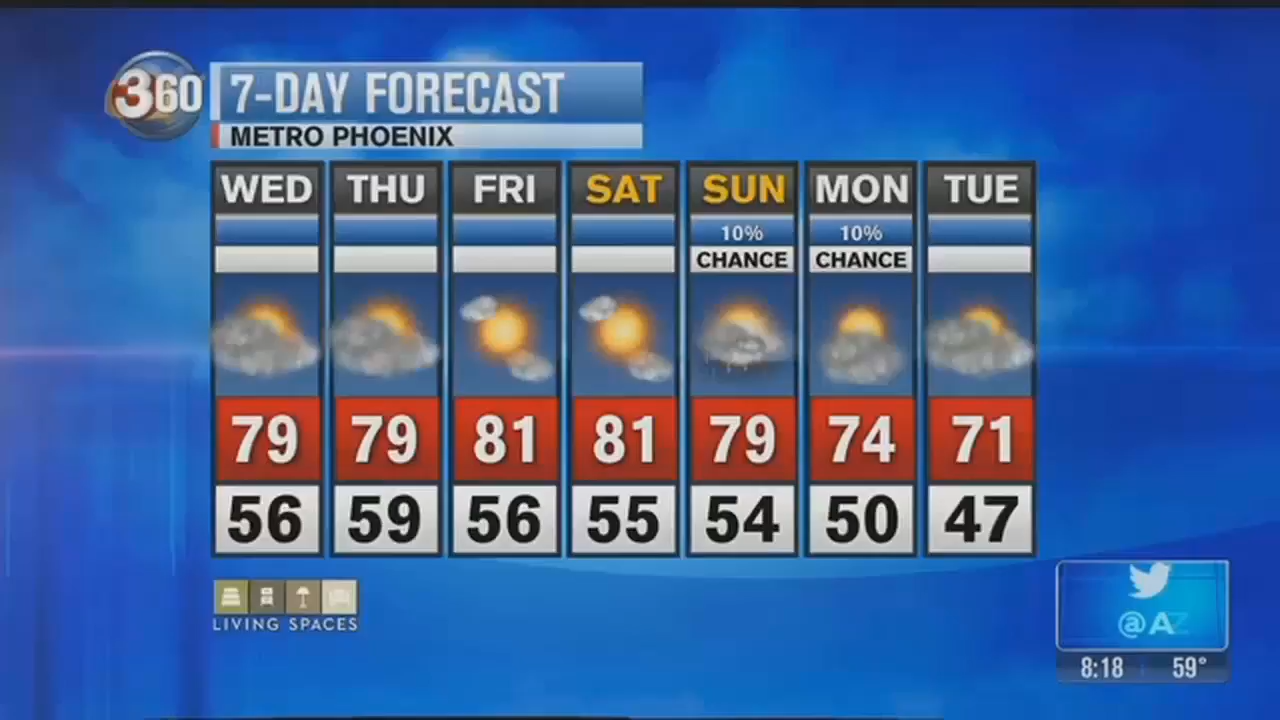 360
7-DAY FORECAST
METRO PHOENIX
WED THU FRI SAT SUN MON TUE
10% 10%
CHANCE CHANCE
79 79 81 81 79 74 71
56 59 56 55 54 50 47
LIVING SPACES
@AZ
8:18 59°